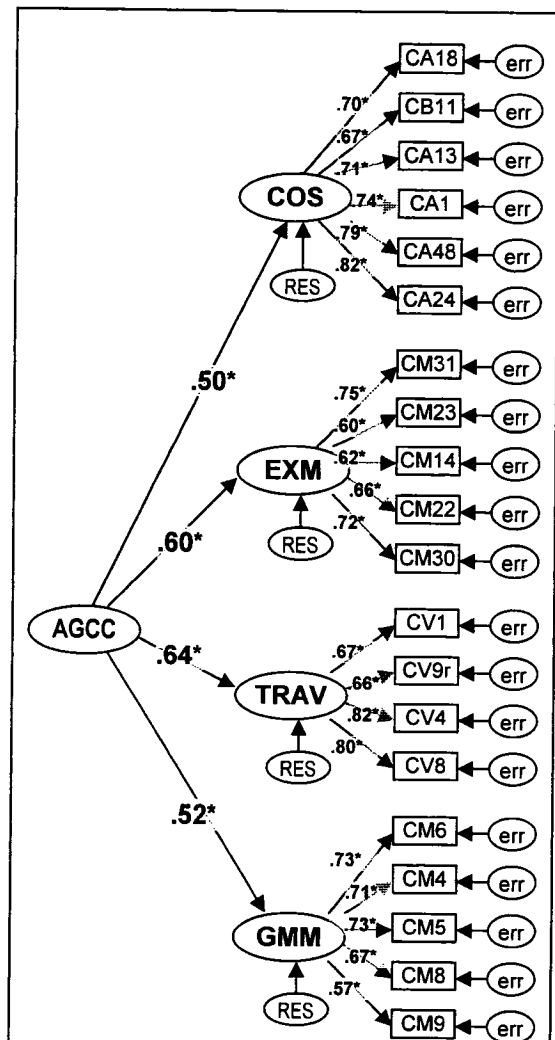 CA18 err
.70*
CB11 err
.67*
CA13 err
.71*
COS
.74*
CA1 err
.79*
CA48 err
RES
.82*
CA24 err
.50*
CM31 err
.75*
CM23 err
.60*
EXM
.62*
CM14 err
.66*
CM22 err
RES
.72*
CM30 err
.60*
AGCC
CV1 err
.64*
.67*
CV9r err
TRAV
.66*
CV4 err
.82*
RES
.80*
CV8 err
.52*
CM6 err
.73*
CM4 err
.71*
GMM
.73*
CM5 err
.67*
CM8 err
RES
.57*
CM9 err